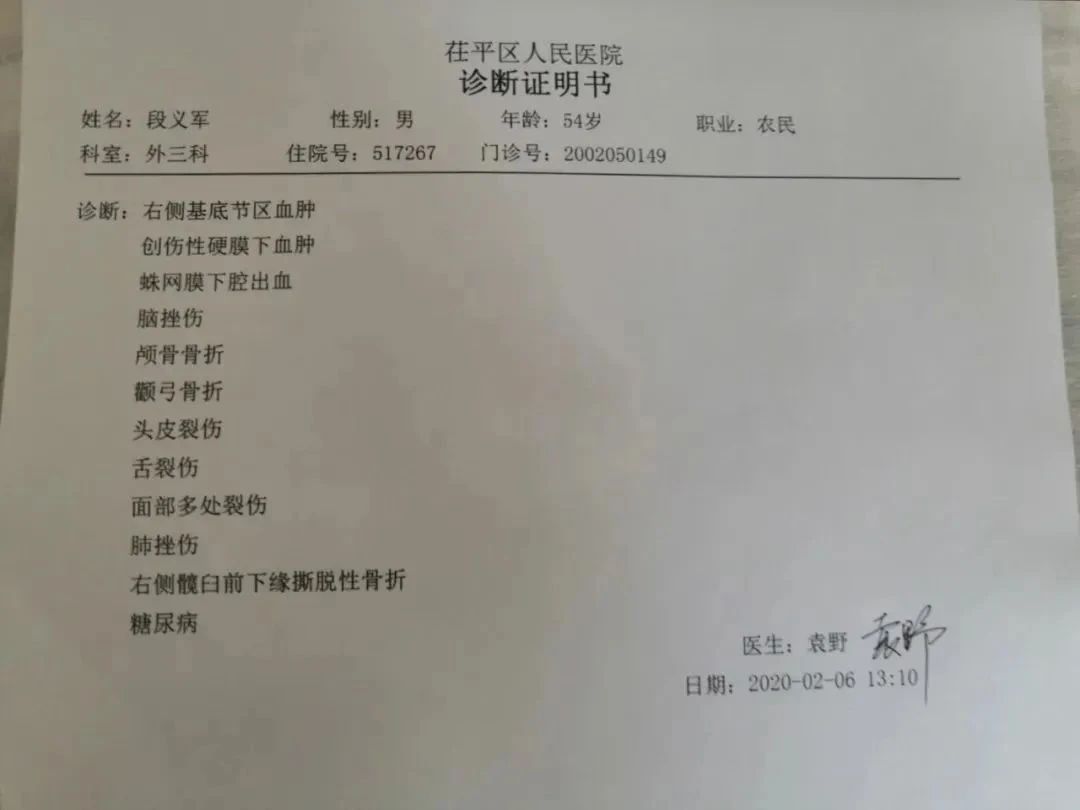 茌平区人民医院
诊断证明书
姓名：段义军 性别：男 年龄：54岁 职业：农民
科室：外三科 住院号：517267 门诊号：2002050149
诊断：右侧基底节区血肿
创伤性硬膜下血肿
蛛网膜下腔出血
脑挫伤
颅骨骨折
颧弓骨折
头皮裂伤
舌裂伤
面部多处裂伤
肺挫伤
右侧髋臼前下缘撕脱性骨折
糖尿病
医生：袁野 袁野
日期：2020-02-06 13:10